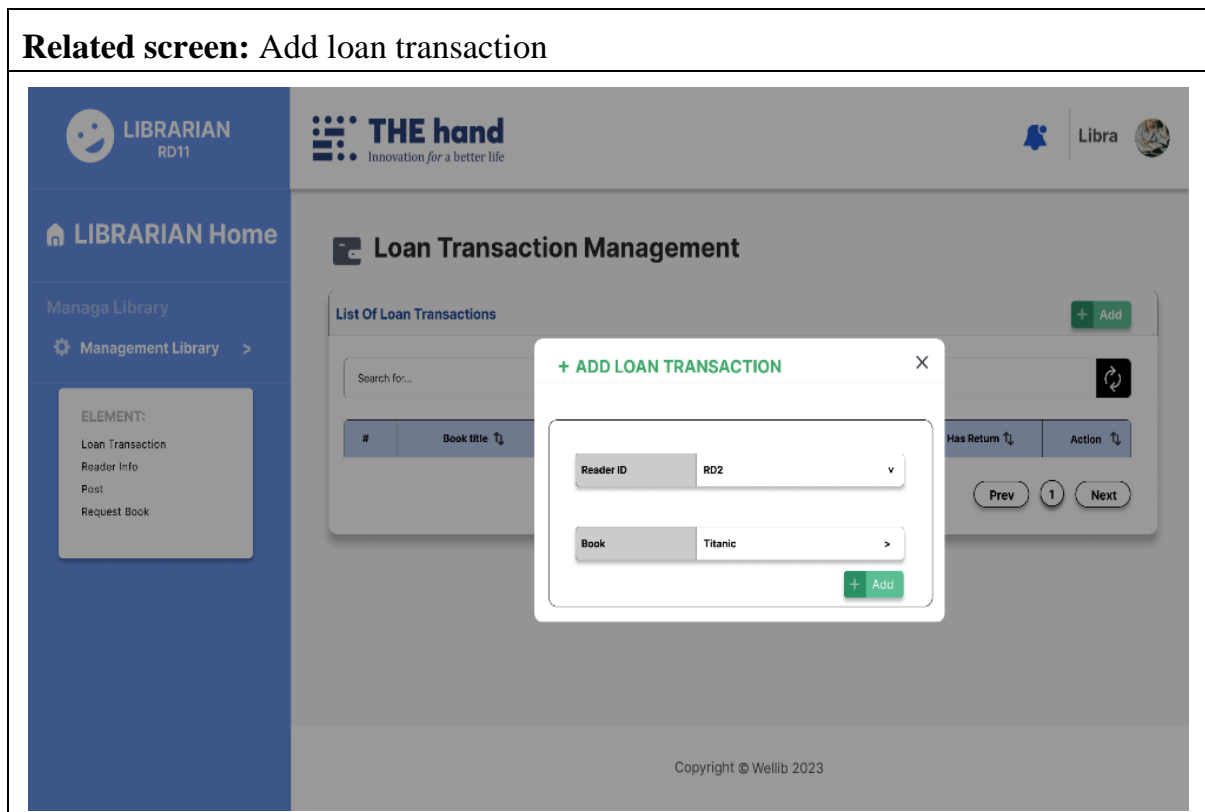 Related screen: Add loan transaction
LIBRARIAN
RD11
THE hand
Innovation for a better life
Libra
LIBRARIAN Home
Loan Transaction Management
Managa Library
Management Library >
List Of Loan Transactions
+ Add
Search for...
ELEMENT:
Loan Transaction
Reader Info
Post
Request Book
# Book title Has Return Action
Prev 1 Next
+ ADD LOAN TRANSACTION X
Reader ID RD2 v
Book Titanic >
+ Add
Copyright © Wellib 2023